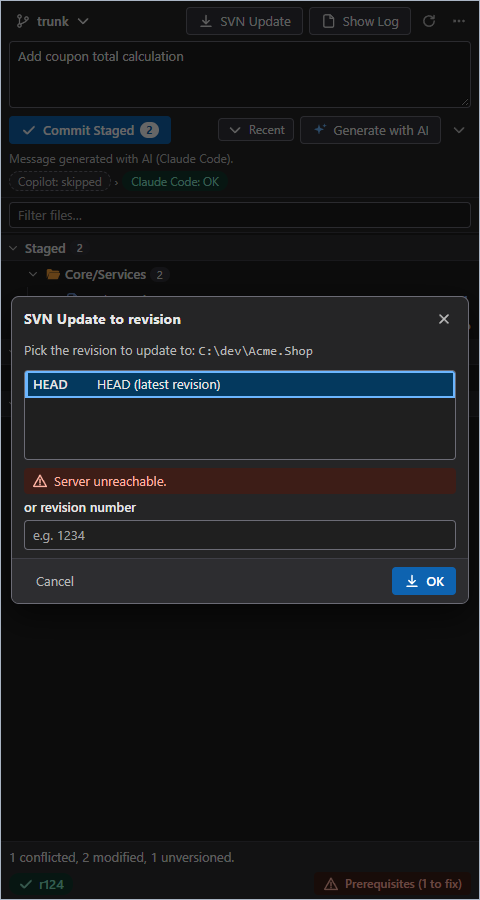 trunk
SVN Update
Show Log
Add coupon total calculation
Commit Staged 2
Recent
Generate with AI
Message generated with AI (Claude Code).
Copilot: skipped › Claude Code: OK
Filter files...
Staged 2
Core/Services 2
SVN Update to revision
Pick the revision to update to: C:\dev\Acme.Shop
HEAD HEAD (latest revision)
Server unreachable.
or revision number
e.g. 1234
Cancel
OK
1 conflicted, 2 modified, 1 unversioned.
r124
Prerequisites (1 to fix)